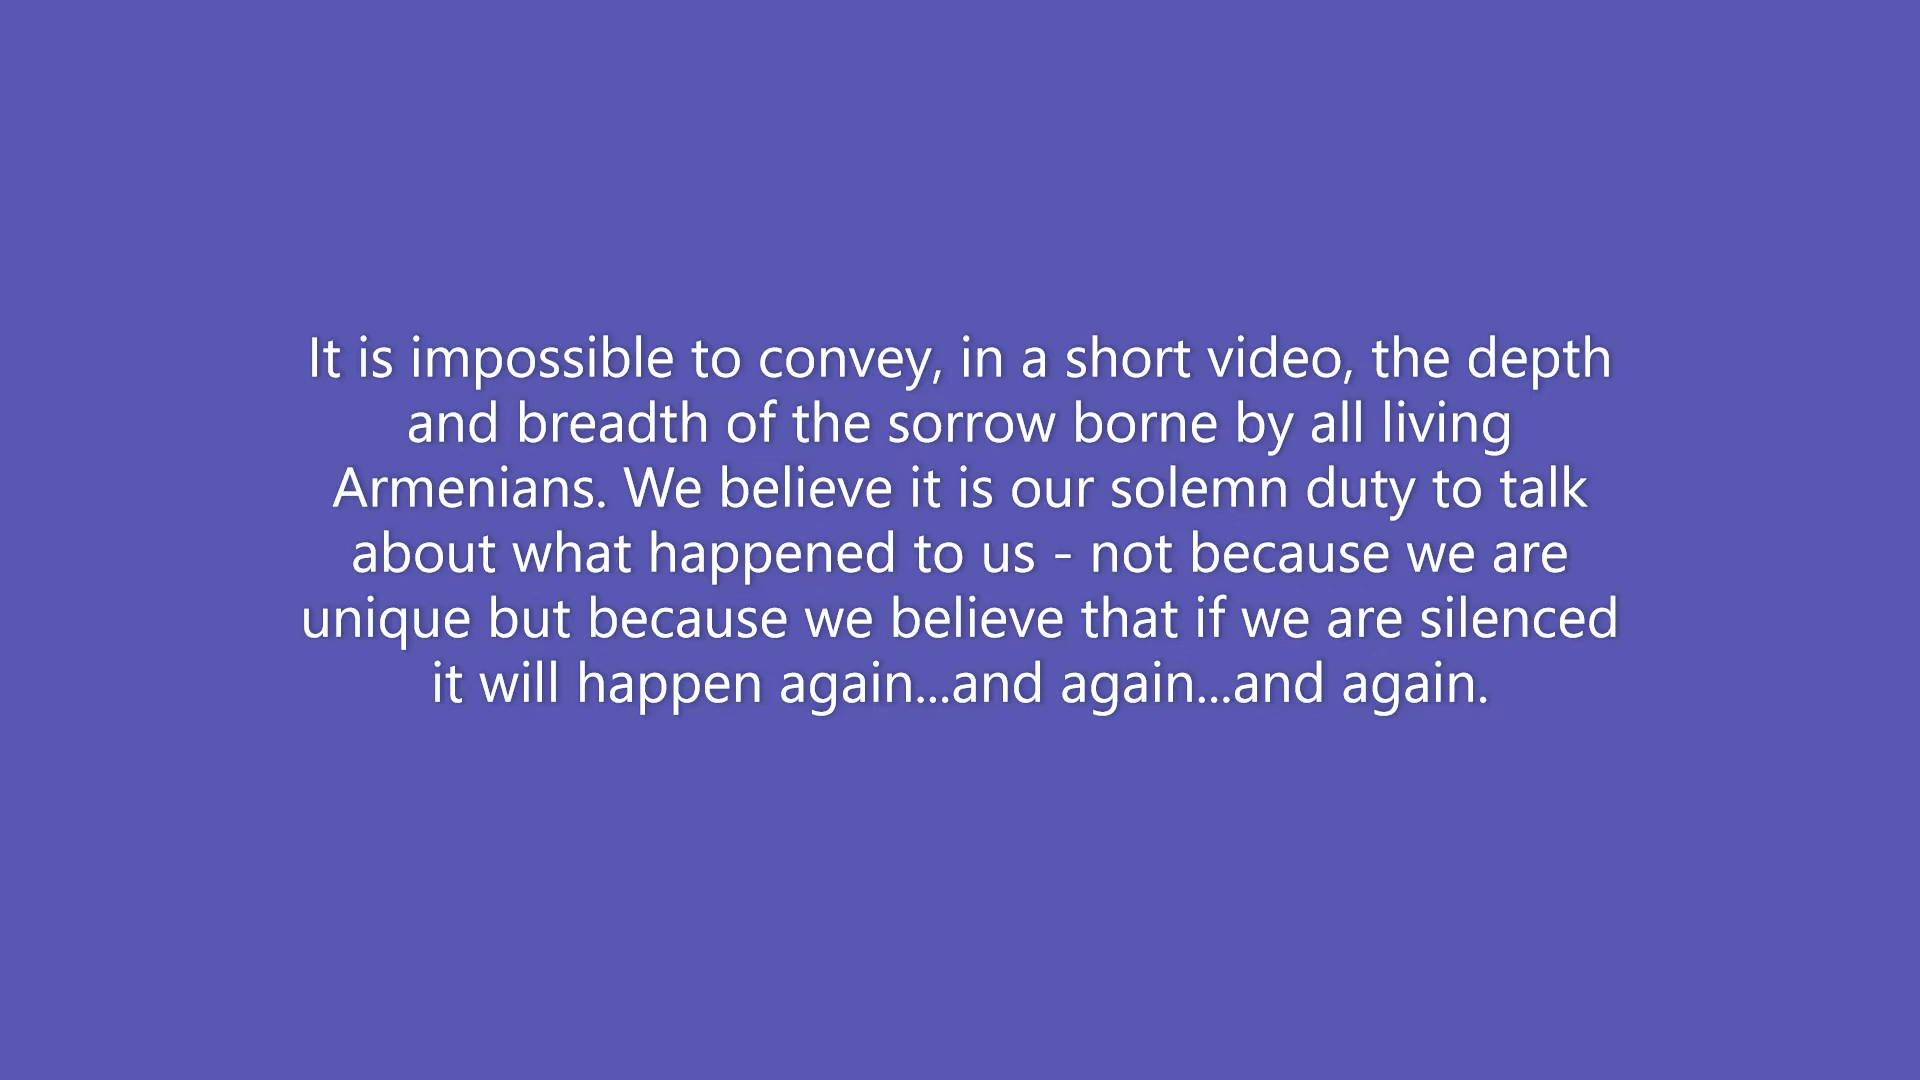 It is impossible to convey, in a short video, the depth
and breadth of the sorrow borne by all living
Armenians. We believe it is our solemn duty to talk
about what happened to us - not because we are
unique but because we believe that if we are silenced
it will happen again...and again...and again.